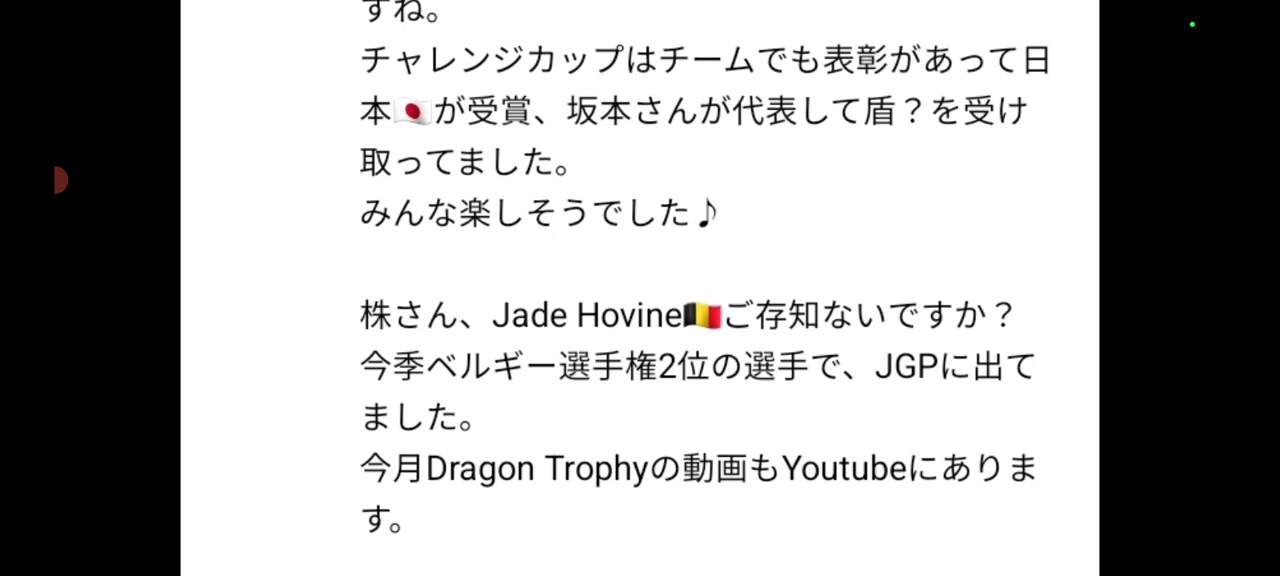 すね。
チャレンジカップはチームでも表彰があって日
本🇯🇵が受賞、坂本さんが代表して盾？を受け
取ってました。
みんな楽しそうでした♪
株さん、Jade Hovine🇧🇪ご存知ないですか？
今季ベルギー選手権2位の選手で、JGPに出て
ました。
今月Dragon Trophyの動画もYoutubeにありま
す。